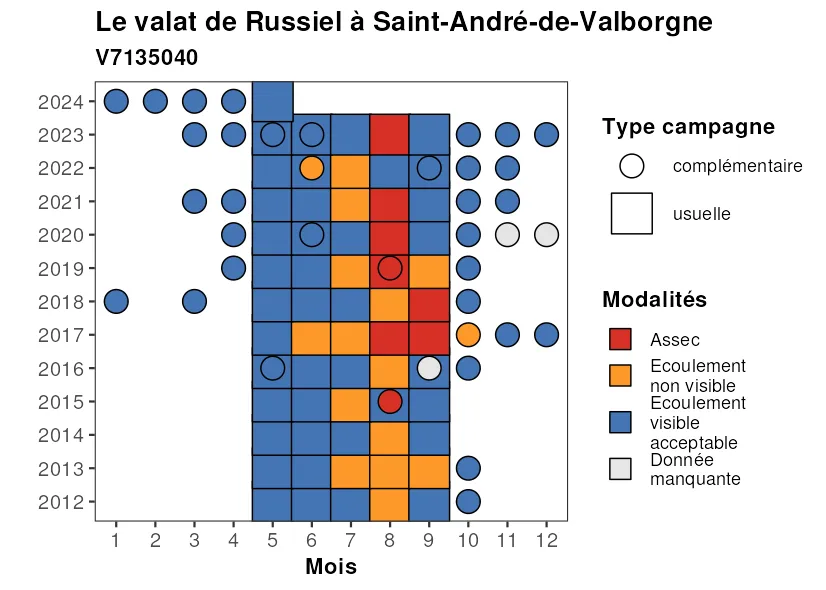 Le valat de Russiel à Saint-André-de-Valborgne
V7135040
2024
2023
2022
2021
2020
2019
2018
2017
2016
2015
2014
2013
2012
1 2 3 4 5 6 7 8 9 10 11 12
Mois
Type campagne
complémentaire
usuelle
Modalités
Assec
Ecoulement
non visible
Ecoulement
visible
acceptable
Donnée
manquante